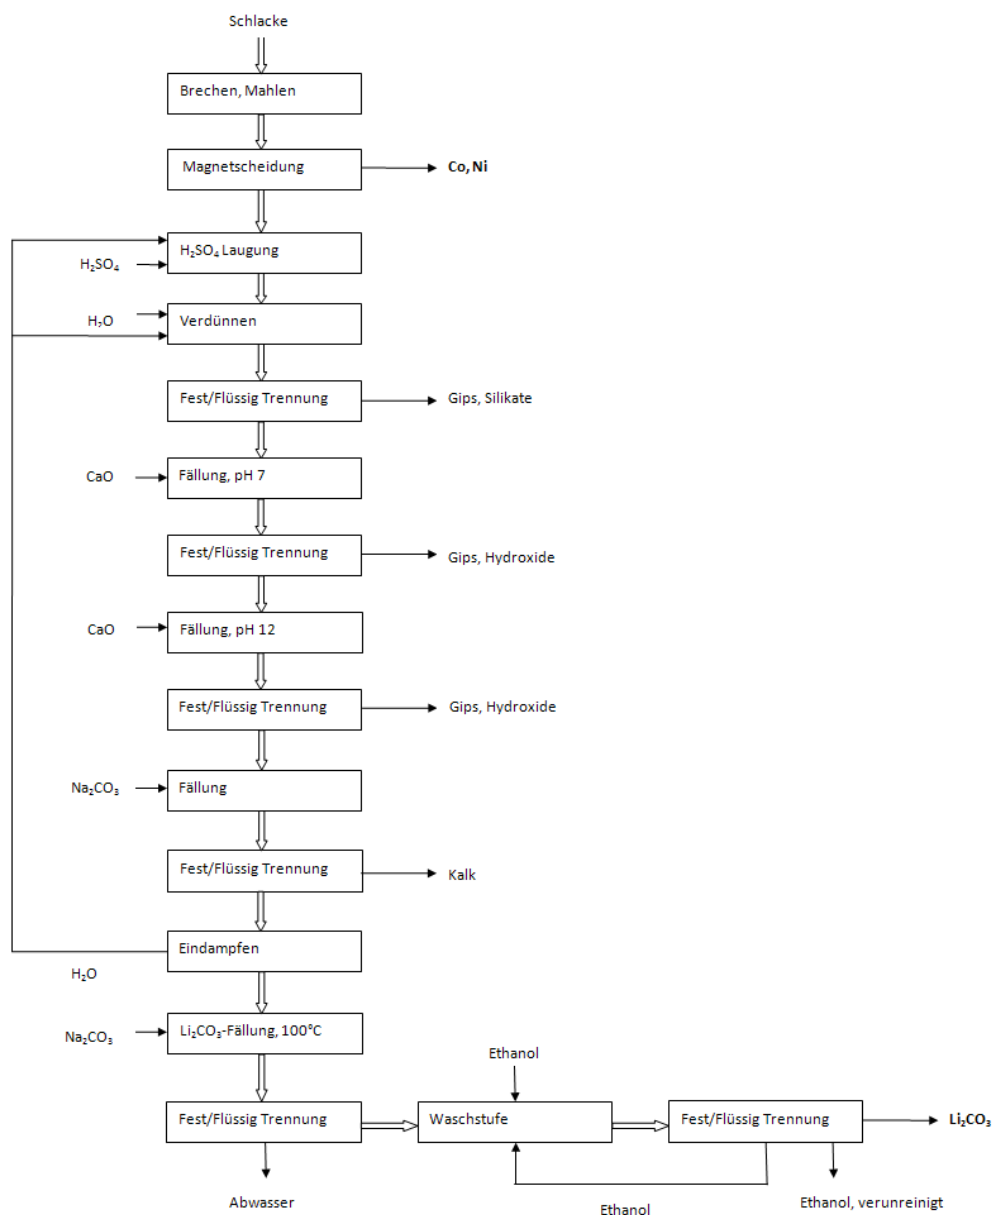 Schlacke
Brechen, Mahlen
Magnetscheidung
Co, Ni
H₂SO₄ Laugung
H₂SO₄
H₂O
Verdünnen
Fest/Flüssig Trennung
Gips, Silikate
CaO
Fällung, pH 7
Fest/Flüssig Trennung
Gips, Hydroxide
CaO
Fällung, pH 12
Fest/Flüssig Trennung
Gips, Hydroxide
Na₂CO₃
Fällung
Fest/Flüssig Trennung
Kalk
Eindampfen
H₂O
Na₂CO₃
Li₂CO₃-Fällung, 100°C
Ethanol
Fest/Flüssig Trennung
Waschstufe
Fest/Flüssig Trennung
Li₂CO₃
Abwasser
Ethanol
Ethanol, verunreinigt